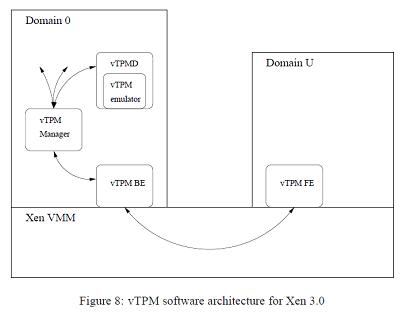 Domain 0
vTPMD
vTPM
emulator
vTPM
Manager
vTPM BE
Domain U
vTPM FE
Xen VMM
Figure 8: vTPM software architecture for Xen 3.0